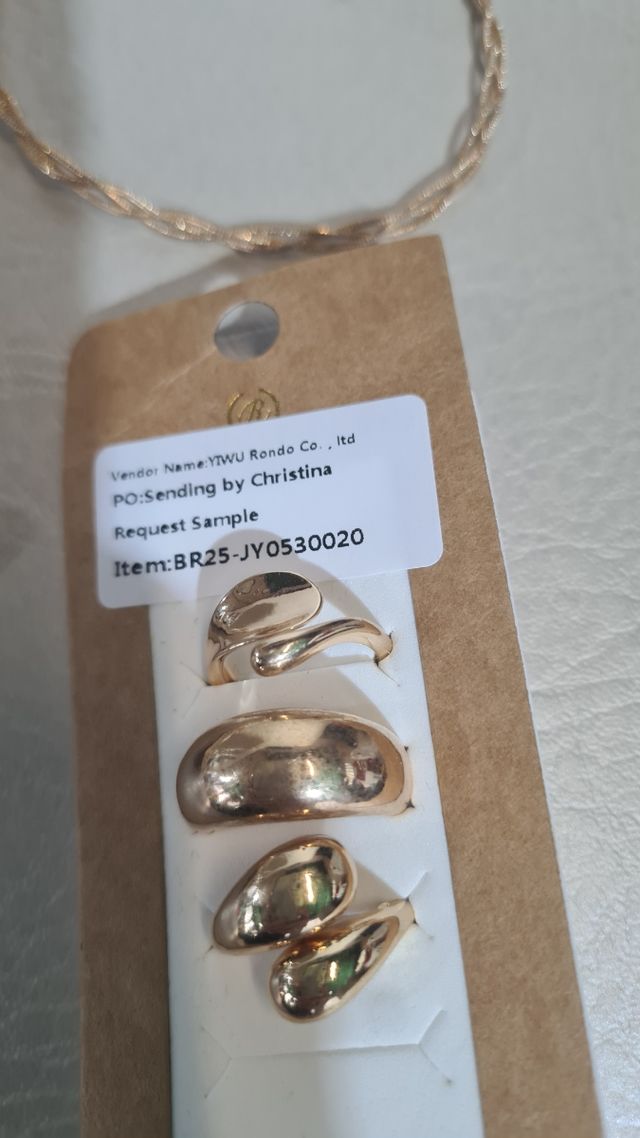 R
Vendor Name:YIWU Rondo Co. , ltd
PO:Sending by Christina
Request Sample
Item:BR25-JY0530020